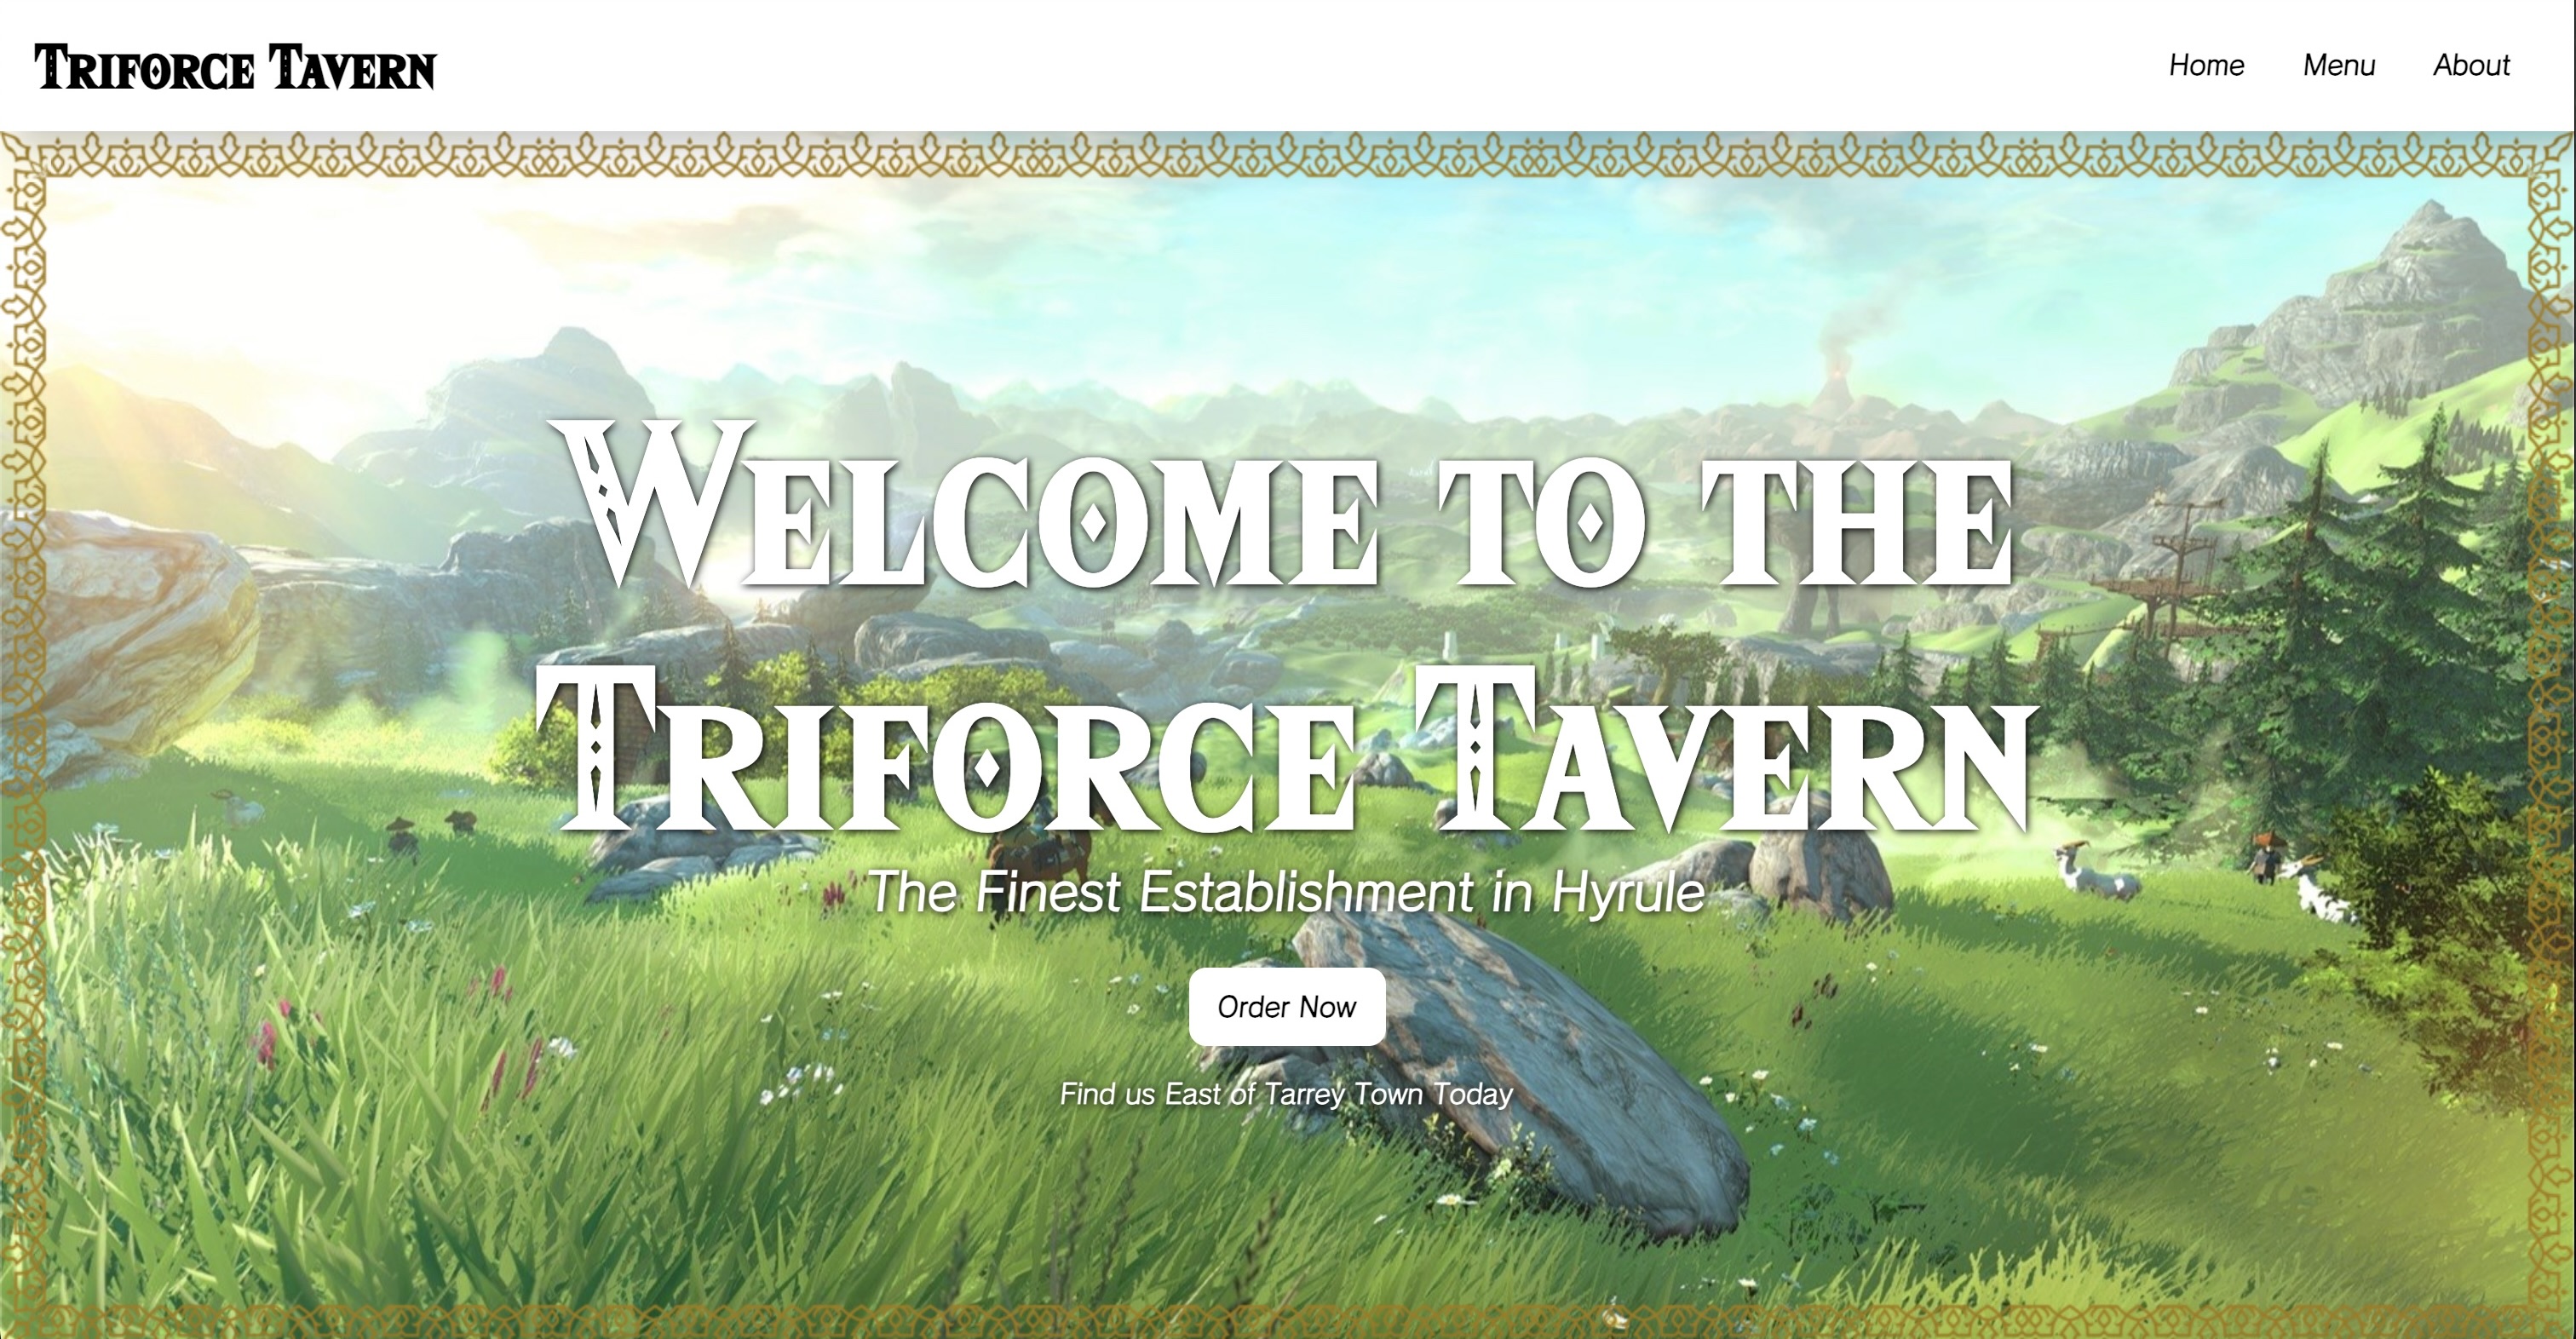 Triforce Tavern
Home Menu About
Welcome to the
Triforce Tavern
The Finest Establishment in Hyrule
Order Now
Find us East of Tarrey Town Today